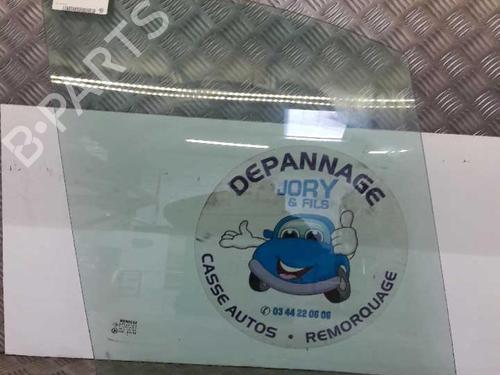 B-PARTS
DEPANNAGE
JORY
& FILS
✆ 03 44 22 06 06
CASSE AUTOS • REMORQUAGE